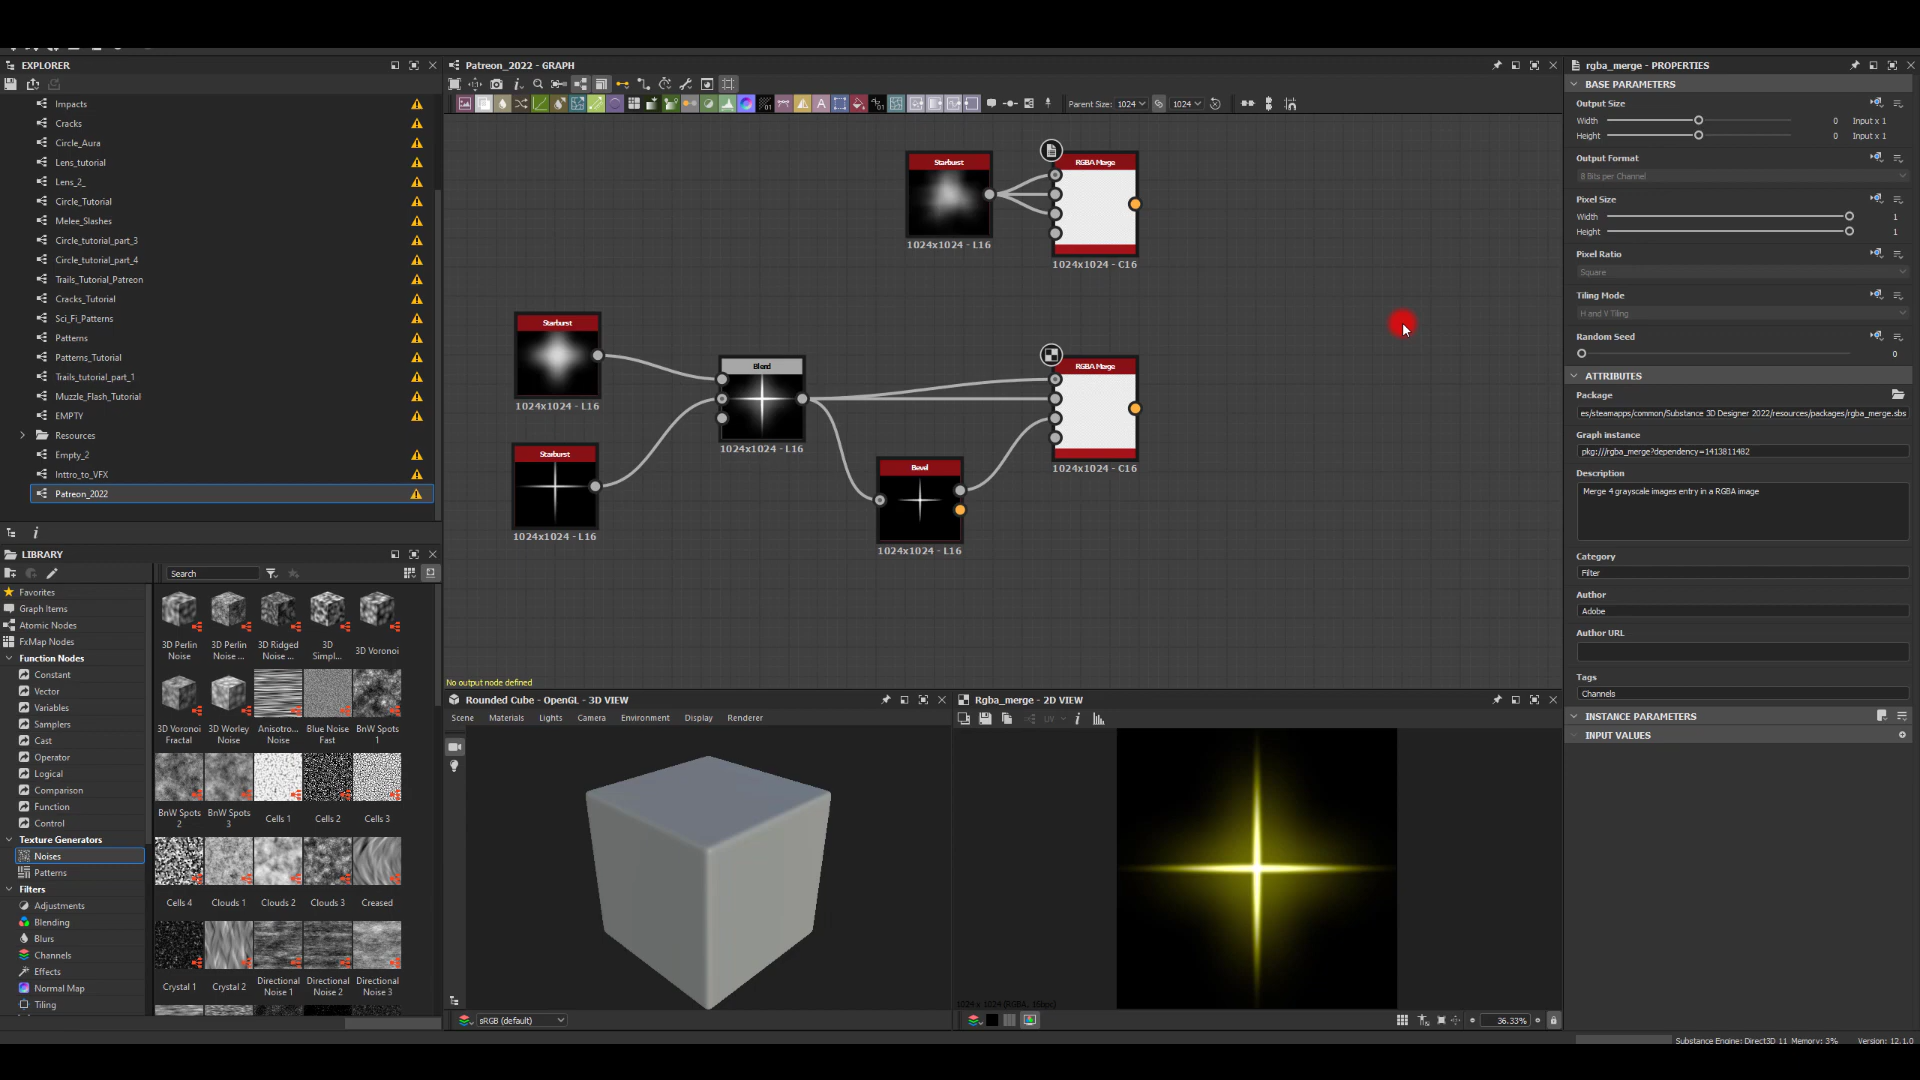 EXPLORER
Impacts
Cracks
Circle_Aura
Lens_tutorial
Lens_2_
Circle_Tutorial
Melee_Slashes
Circle_tutorial_part_3
Circle_tutorial_part_4
Trails_Tutorial_Patreon
Cracks_Tutorial
Sci_Fi_Patterns
Patterns
Patterns_Tutorial
Trails_tutorial_part_1
Muzzle_Flash_Tutorial
EMPTY
Resources
Empty_2
Inttro_to_VFX
Patreon_2022
LIBRARY
Search
Favorites
Graph Items
Atomic Nodes
FxMap Nodes
Function Nodes
Constant
Vector
Variables
Samplers
Cast
Operator
Logical
Comparison
Function
Control
Texture Generators
Noises
Patterns
Filters
Adjustments
Blending
Blurs
Channels
Effects
Normal Map
Tiling
3D Perlin Noise
3D Perlin Noise ...
3D Ridged Noise ...
3D Simpl...
3D Voronoi
3D Voronoi Fractal
3D Worley Noise
Anisotro... Noise
Blue Noise Fast
BnW Spots 1
BnW Spots 2
BnW Spots 3
Cells 1
Cells 2
Cells 3
Cells 4
Clouds 1
Clouds 2
Clouds 3
Creased
Crystal 1
Crystal 2
Directional Noise 1
Directional Noise 2
Directional Noise 3
Patreon_2022 - GRAPH
Parent Size: 1024
1024
Starburst
1024x1024 - L16
RGBA Merge
1024x1024 - C16
Starburst
1024x1024 - L16
Blend
1024x1024 - L16
RGBA Merge
1024x1024 - C16
Starburst
1024x1024 - L16
Bevel
1024x1024 - L16
No output node defined
Rounded Cube - OpenGL - 3D VIEW
Scene Materials Lights Camera Environment Display Renderer
sRGB (default)
Rgba_merge - 2D VIEW
UV
1024 x 1024 (RGBA, 16bpc)
36.33%
rgba_merge - PROPERTIES
BASE PARAMETERS
Output Size
Width 0 Input x 1
Height 0 Input x 1
Output Format
8 Bits per Channel
Pixel Size
Width 1
Height 1
Pixel Ratio
Square
Tiling Mode
H and V Tiling
Random Seed
0
ATTRIBUTES
Package
es/steamapps/common/Substance 3D Designer 2022/resources/packages/rgba_merge.sbs
Graph instance
pkg:///rgba_merge?dependency=1413811482
Description
Merge 4 grayscale images entry in a RGBA image
Category
Filter
Author
Adobe
Author URL
Tags
Channels
INSTANCE PARAMETERS
INPUT VALUES
Substance Engine: Direct3D 11 Memory: 3% Version: 12.1.0